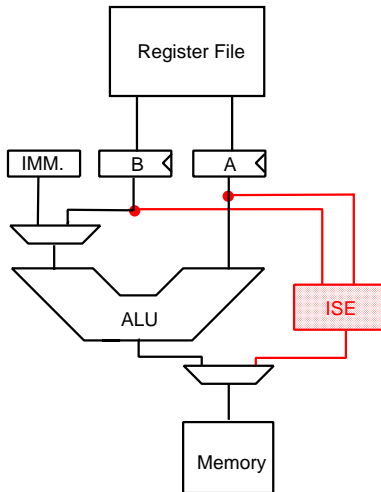 Register File
IMM.
B
A
ALU
ISE
Memory